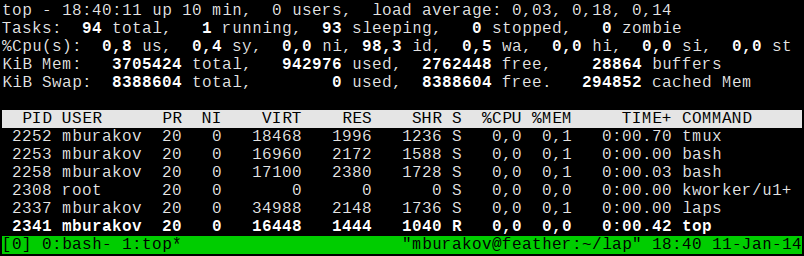 top - 18:40:11 up 10 min,  0 users,  load average: 0,03, 0,18, 0,14
Tasks:  94 total,   1 running,  93 sleeping,   0 stopped,   0 zombie
%Cpu(s):  0,8 us,  0,4 sy,  0,0 ni, 98,3 id,  0,5 wa,  0,0 hi,  0,0 si,  0,0 st
KiB Mem:   3705424 total,   942976 used,  2762448 free,    28864 buffers
KiB Swap:  8388604 total,        0 used,  8388604 free.   294852 cached Mem
  PID USER      PR  NI    VIRT    RES    SHR S  %CPU %MEM     TIME+ COMMAND
 2252 mburakov  20   0   18468   1996   1236 S   0,0  0,1   0:00.70 tmux
 2253 mburakov  20   0   16960   2172   1588 S   0,0  0,1   0:00.00 bash
 2258 mburakov  20   0   17100   2380   1728 S   0,0  0,1   0:00.03 bash
 2308 root      20   0       0      0      0 S   0,0  0,0   0:00.00 kworker/u1+
 2337 mburakov  20   0   34988   2148   1736 S   0,0  0,1   0:00.00 laps
 2341 mburakov  20   0   16448   1444   1040 R   0,0  0,0   0:00.42 top
[0] 0:bash- 1:top*                      "mburakov@feather:~/lap" 18:40 11-Jan-14